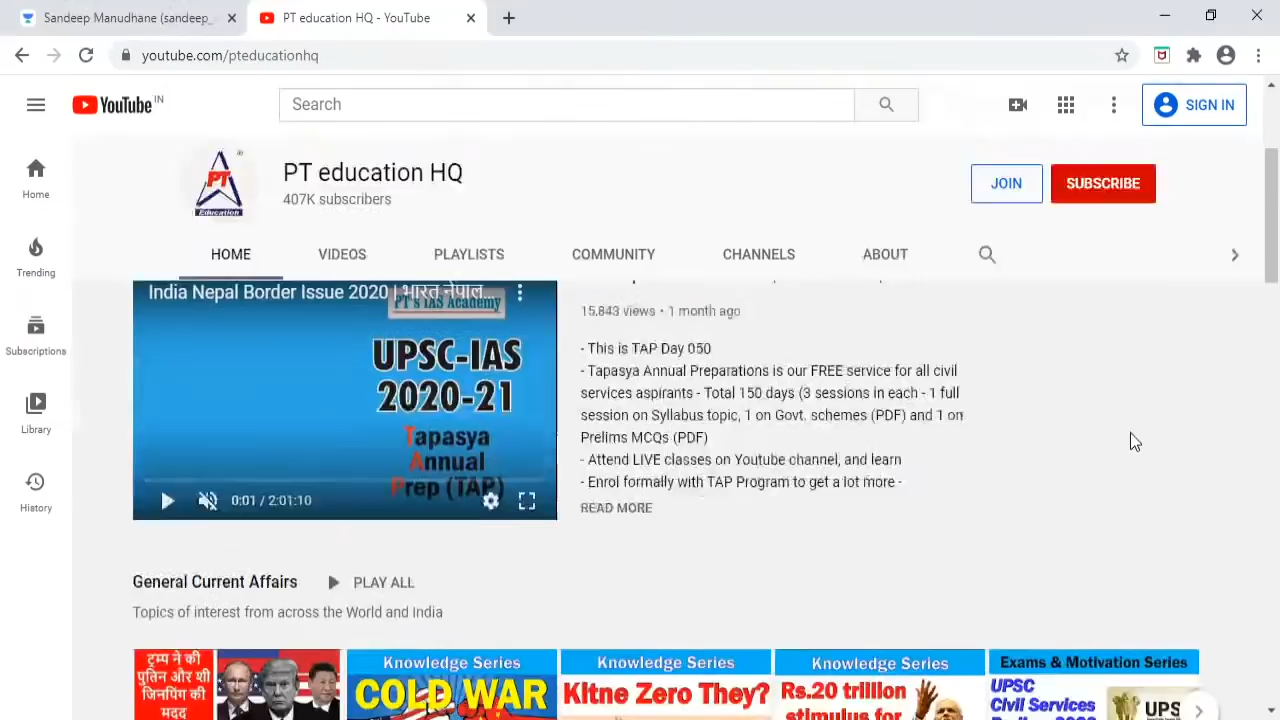 Sandeep Manudhane (sandeep_
PT education HQ - YouTube
youtube.com/pteducationhq
YouTube IN
Search
SIGN IN
PT Education
PT education HQ
407K subscribers
JOIN
SUBSCRIBE
HOME
VIDEOS
PLAYLISTS
COMMUNITY
CHANNELS
ABOUT
Home
Trending
Subscriptions
Library
History
India Nepal Border Issue 2020 | भारत नेपाल...
PT's IAS Academy
UPSC-IAS
2020-21
Tapasya
Annual
Prep (TAP)
0:01 / 2:01:10
15,843 views • 1 month ago
- This is TAP Day 050
- Tapasya Annual Preparations is our FREE service for all civil
services aspirants - Total 150 days (3 sessions in each - 1 full
session on Syllabus topic, 1 on Govt. schemes (PDF) and 1 on
Prelims MCQs (PDF)
- Attend LIVE classes on Youtube channel, and learn
- Enrol formally with TAP Program to get a lot more -
READ MORE
General Current Affairs
PLAY ALL
Topics of interest from across the World and India
ट्रम्प ने की
पुतिन और शी
जिनपिंग की
मदद
Knowledge Series
COLD WAR
Knowledge Series
Kitne Zero They?
Knowledge Series
Rs.20 trillion
stimulus for
Exams & Motivation Series
UPSC
Civil Services
UPS